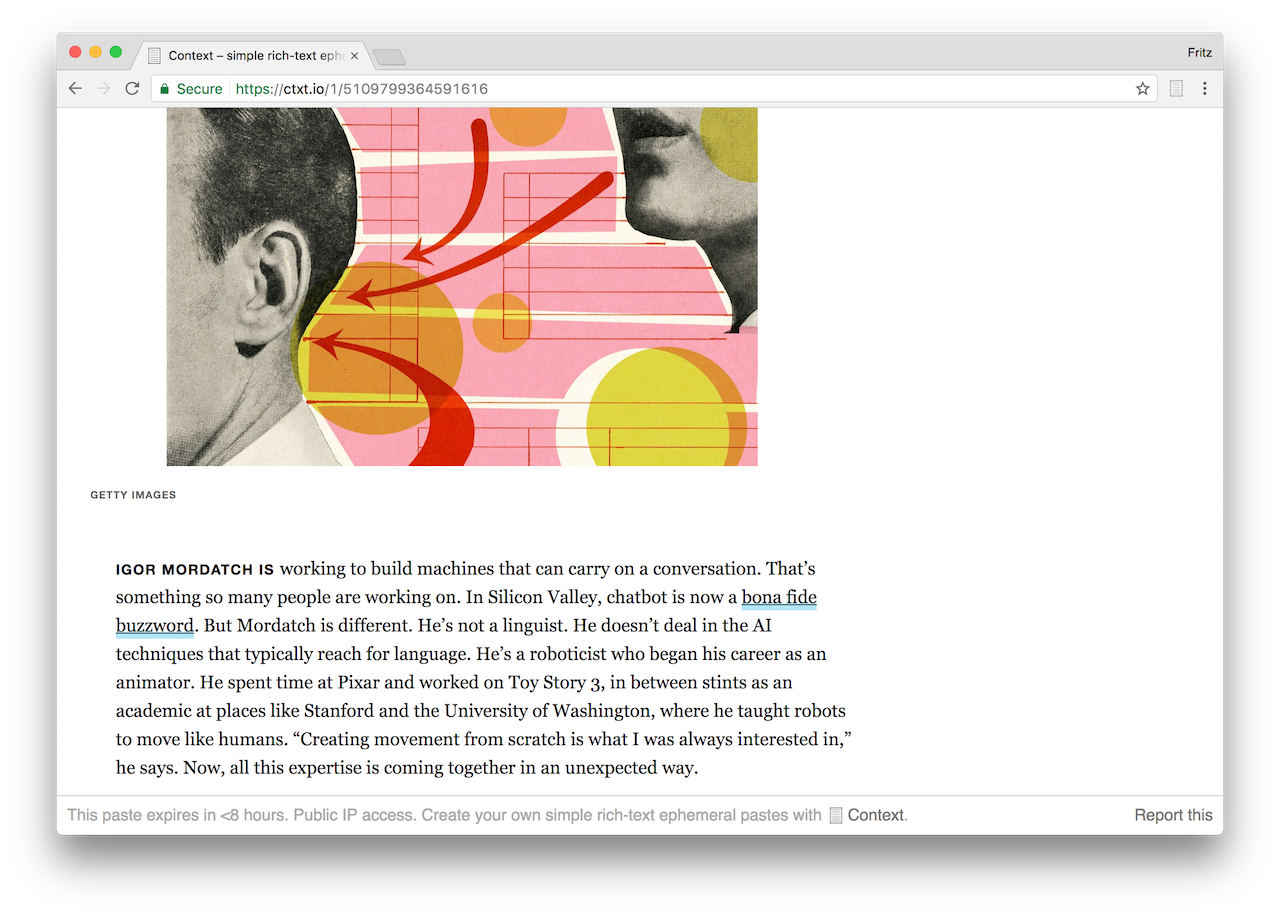 Context – simple rich-text eph
Fritz
Secure https://ctxt.io/1/5109799364591616
GETTY IMAGES
IGOR MORDATCH IS working to build machines that can carry on a conversation. That’s
something so many people are working on. In Silicon Valley, chatbot is now a bona fide
buzzword. But Mordatch is different. He’s not a linguist. He doesn’t deal in the AI
techniques that typically reach for language. He’s a roboticist who began his career as an
animator. He spent time at Pixar and worked on Toy Story 3, in between stints as an
academic at places like Stanford and the University of Washington, where he taught robots
to move like humans. “Creating movement from scratch is what I was always interested in,”
he says. Now, all this expertise is coming together in an unexpected way.
This paste expires in <8 hours. Public IP access. Create your own simple rich-text ephemeral pastes with Context.
Report this